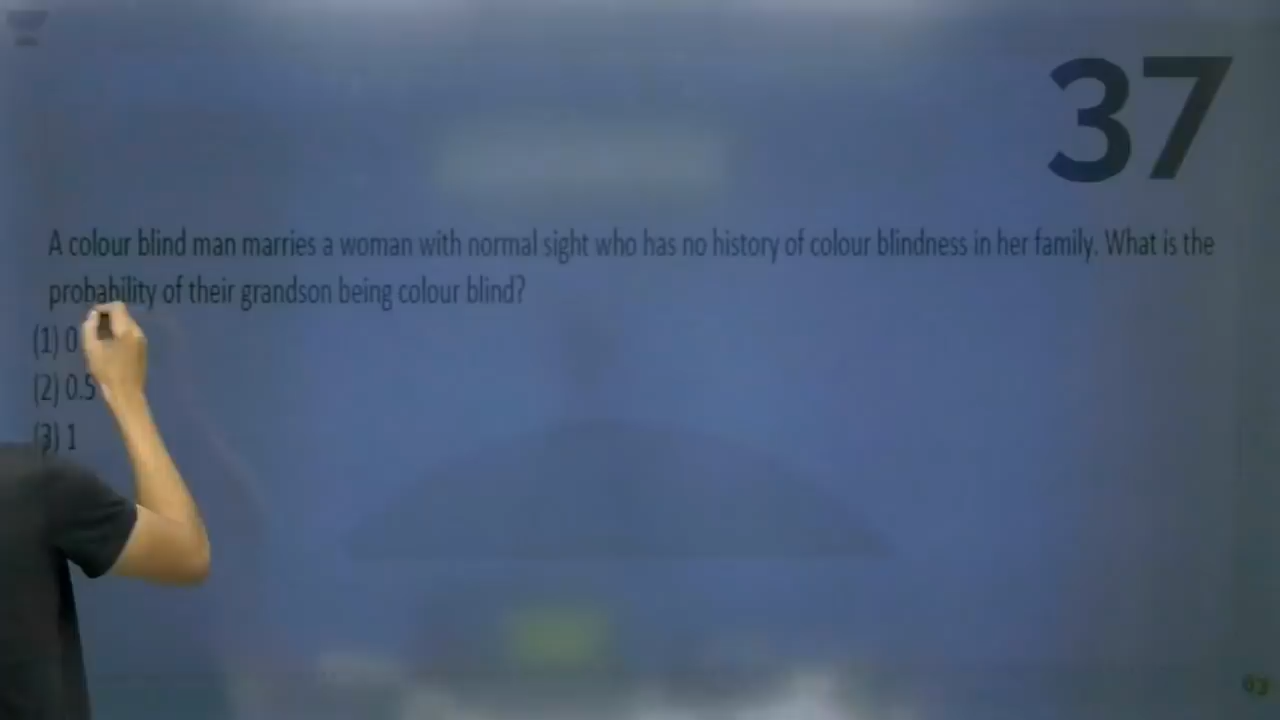 37
A colour blind man marries a woman with normal sight who has no history of colour blindness in her family. What is the
probability of their grandson being colour blind?
(1) 0
(2) 0.5
(3) 1